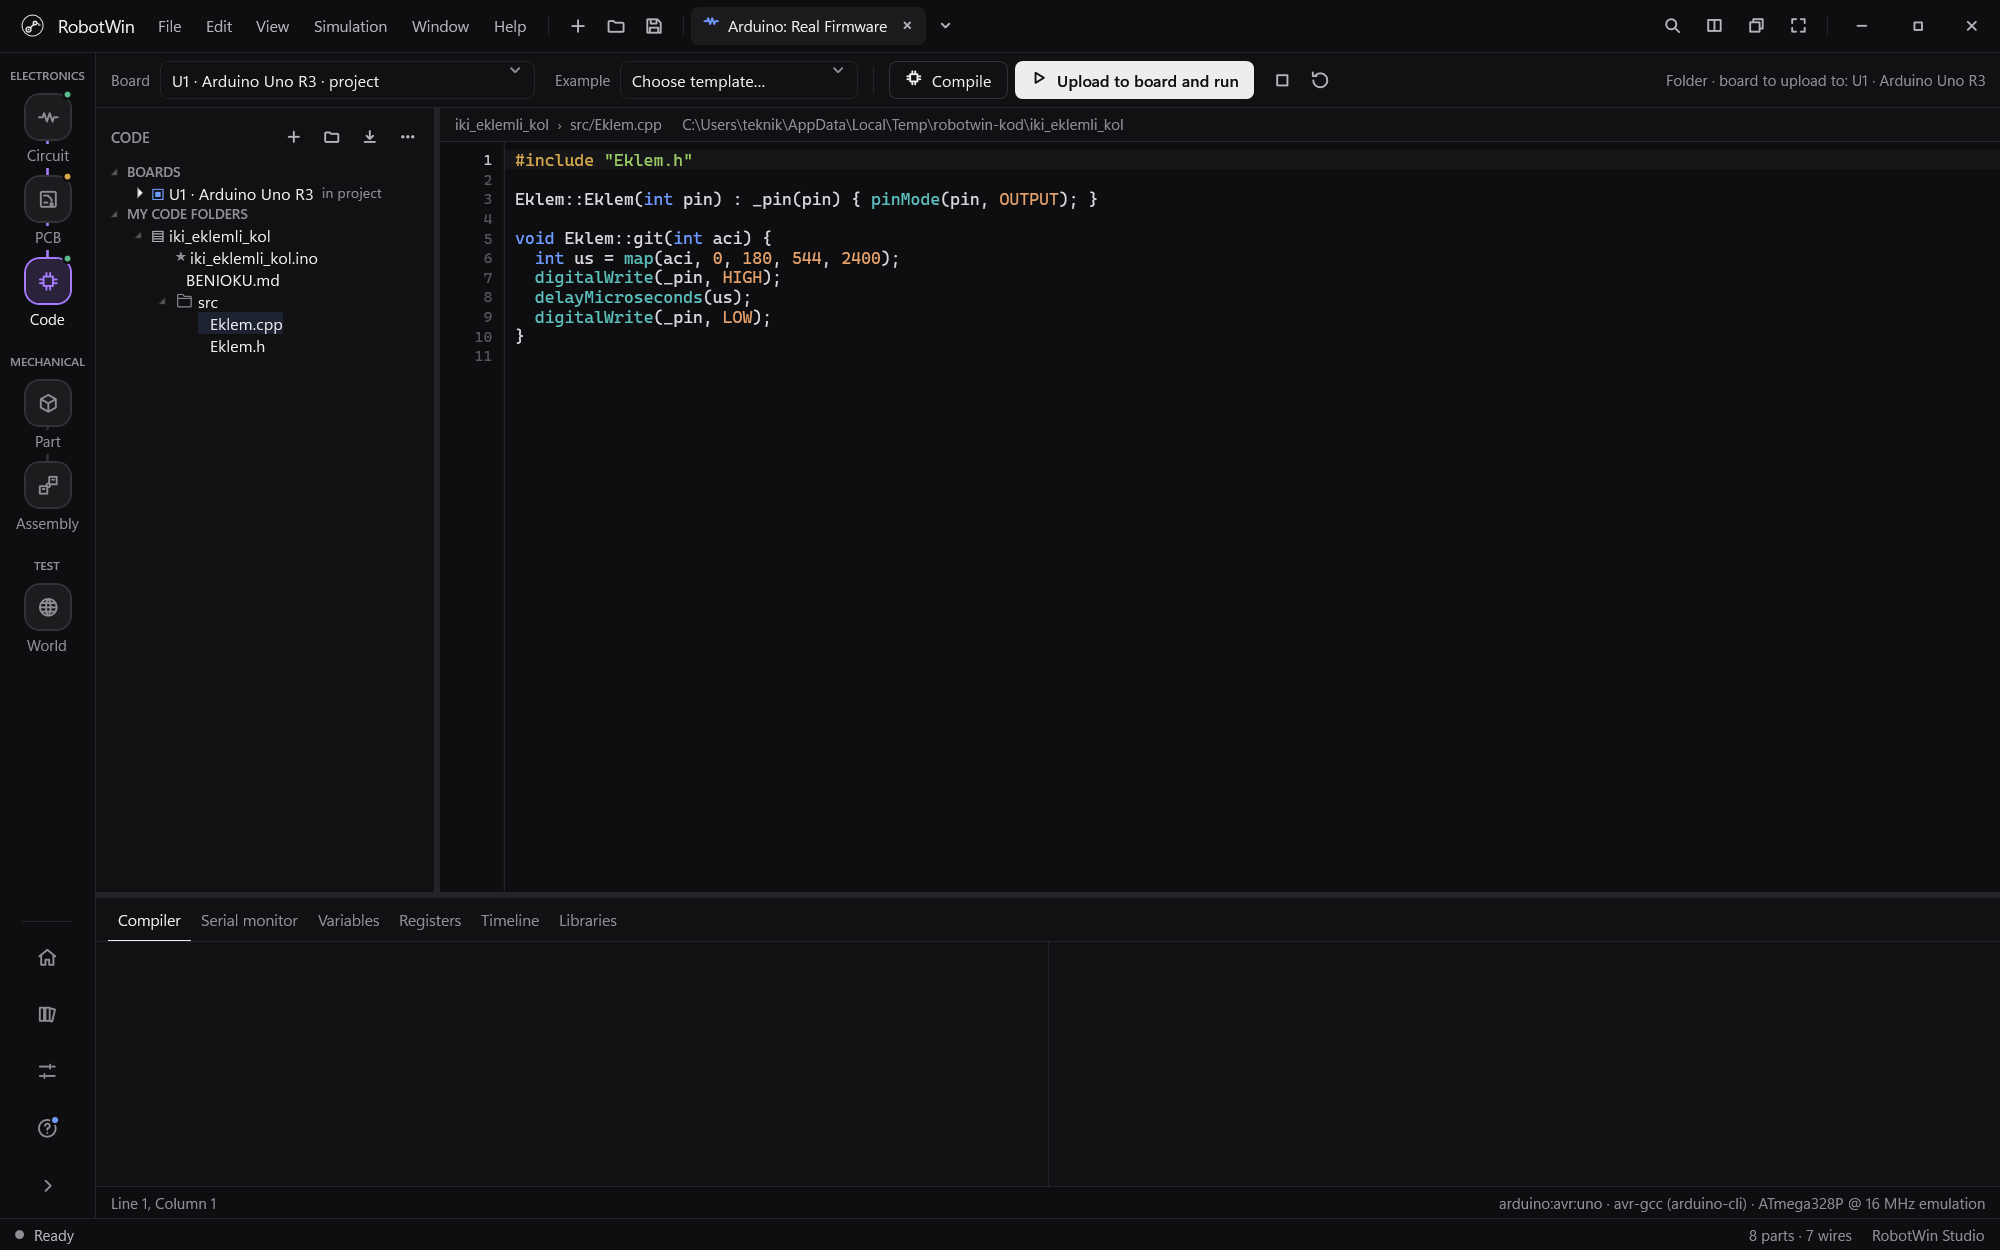 RobotWin File Edit View Simulation Window Help Arduino: Real Firmware
ELECTRONICS
Circuit
PCB
Code
MECHANICAL
Part
Assembly
TEST
World
Board U1 · Arduino Uno R3 · project Example Choose template... Compile Upload to board and run Folder · board to upload to: U1 · Arduino Uno R3
CODE
BOARDS
U1 · Arduino Uno R3 in project
MY CODE FOLDERS
iki_eklemli_kol
iki_eklemli_kol.ino
BENIOKU.md
src
Eklem.cpp
Eklem.h
iki_eklemli_kol › src/Eklem.cpp C:\Users\teknik\AppData\Local\Temp\robotwin-kod\iki_eklemli_kol
1 #include "Eklem.h"
2
3 Eklem::Eklem(int pin) : _pin(pin) { pinMode(pin, OUTPUT); }
4
5 void Eklem::git(int aci) {
6 int us = map(aci, 0, 180, 544, 2400);
7 digitalWrite(_pin, HIGH);
8 delayMicroseconds(us);
9 digitalWrite(_pin, LOW);
10 }
11
Compiler Serial monitor Variables Registers Timeline Libraries
Line 1, Column 1 arduino:avr:uno · avr-gcc (arduino-cli) · ATmega328P @ 16 MHz emulation
Ready 8 parts · 7 wires RobotWin Studio